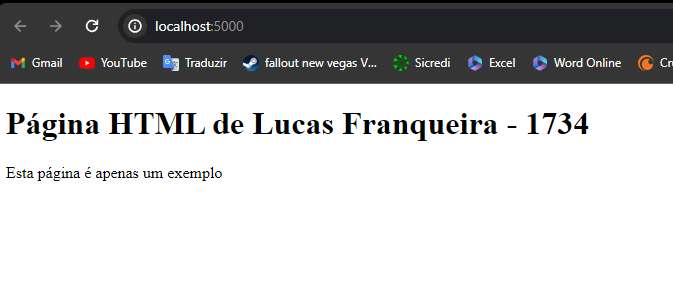 localhost:5000
Gmail YouTube Traduzir fallout new vegas V... Sicredi Excel Word Online Cr
Página HTML de Lucas Franqueira - 1734
Esta página é apenas um exemplo